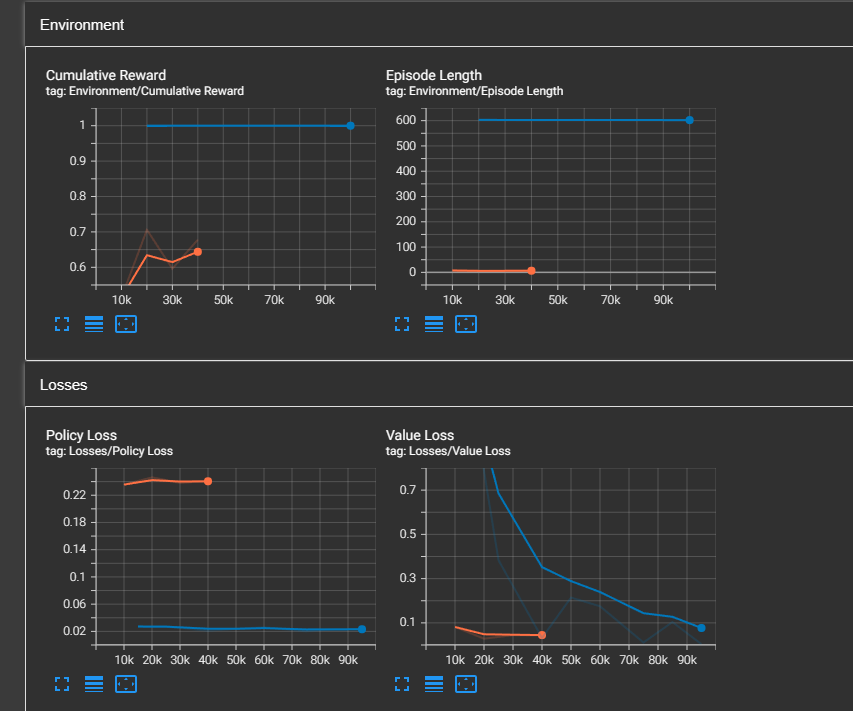 Environment
Cumulative Reward
tag: Environment/Cumulative Reward
1
0.9
0.8
0.7
0.6
10k 30k 50k 70k 90k
Episode Length
tag: Environment/Episode Length
600
500
400
300
200
100
0
10k 30k 50k 70k 90k
Losses
Policy Loss
tag: Losses/Policy Loss
0.22
0.18
0.14
0.1
0.06
0.02
10k 20k 30k 40k 50k 60k 70k 80k 90k
Value Loss
tag: Losses/Value Loss
0.7
0.5
0.3
0.1
10k 20k 30k 40k 50k 60k 70k 80k 90k